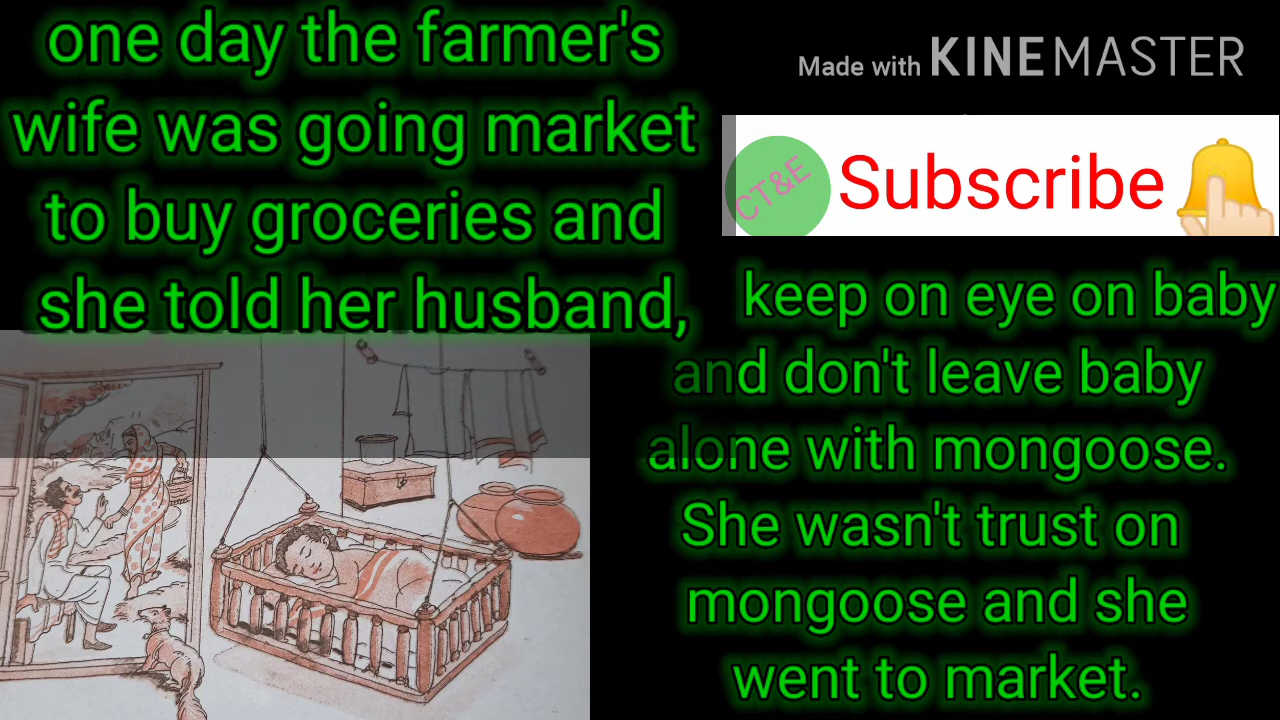 one day the farmer's
wife was going market
to buy groceries and
she told her husband,
Made with KINEMASTER
CT&E
Subscribe
keep on eye on baby
and don't leave baby
alone with mongoose.
She wasn't trust on
mongoose and she
went to market.